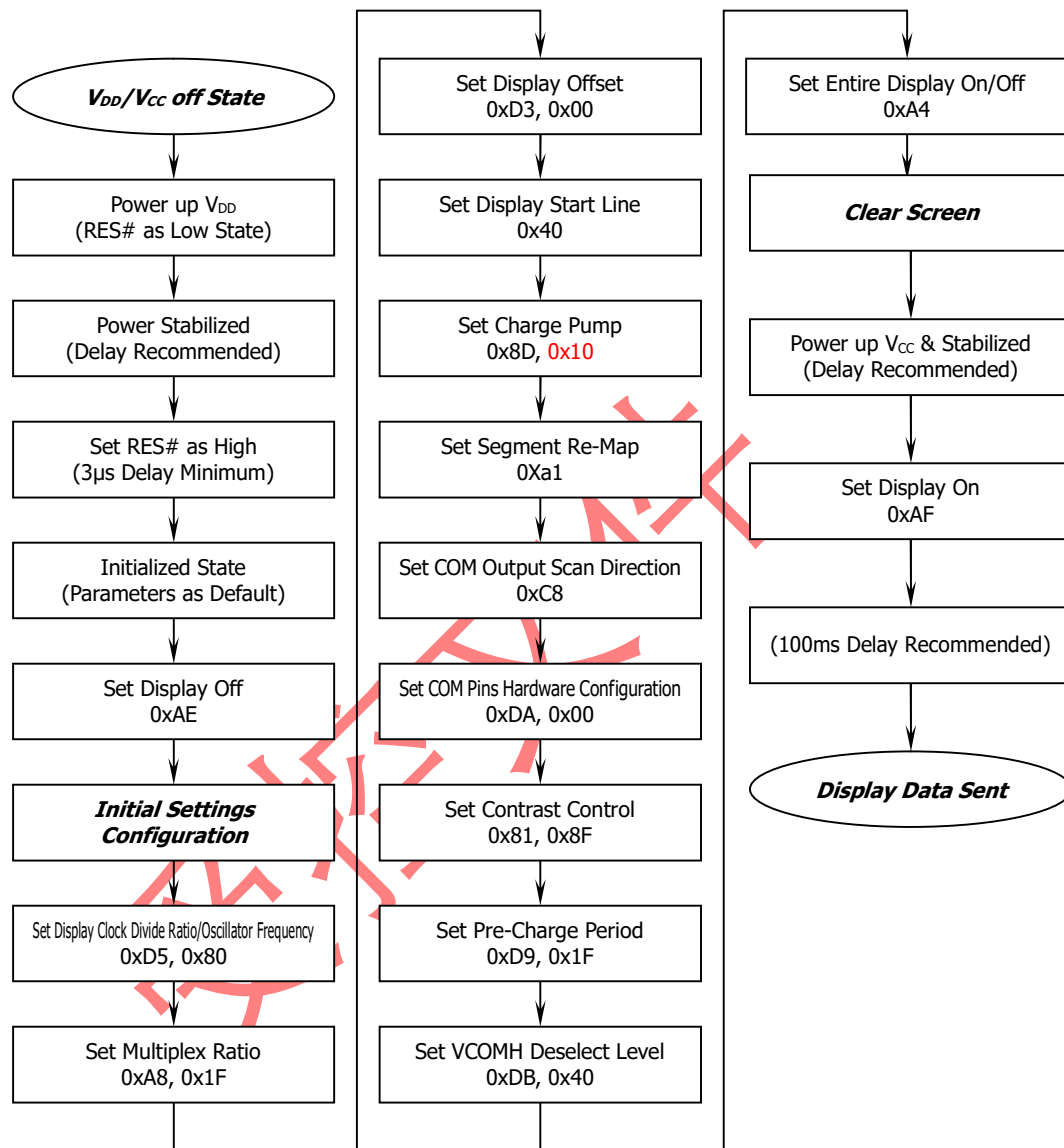 VDD/VCC off State
Power up VDD
(RES# as Low State)
Power Stabilized
(Delay Recommended)
Set RES# as High
(3μs Delay Minimum)
Initialized State
(Parameters as Default)
Set Display Off
0xAE
Initial Settings
Configuration
Set Display Clock Divide Ratio/Oscillator Frequency
0xD5, 0x80
Set Multiplex Ratio
0xA8, 0x1F
Set Display Offset
0xD3, 0x00
Set Display Start Line
0x40
Set Charge Pump
0x8D, 0x10
Set Segment Re-Map
0Xa1
Set COM Output Scan Direction
0xC8
Set COM Pins Hardware Configuration
0xDA, 0x00
Set Contrast Control
0x81, 0x8F
Set Pre-Charge Period
0xD9, 0x1F
Set VCOMH Deselect Level
0xDB, 0x40
Set Entire Display On/Off
0xA4
Clear Screen
Power up VCC & Stabilized
(Delay Recommended)
Set Display On
0xAF
(100ms Delay Recommended)
Display Data Sent